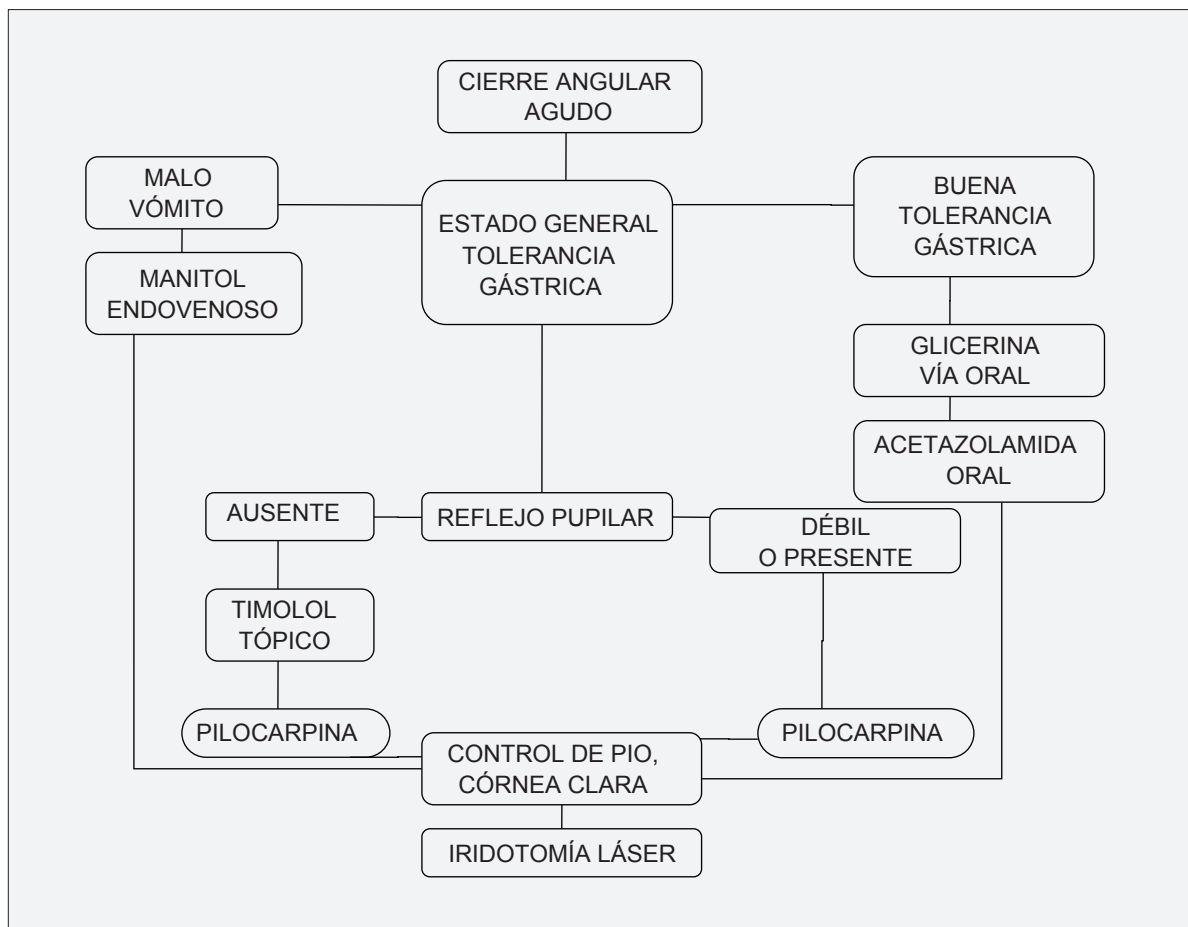 CIERRE ANGULAR
AGUDO
MALO
VÓMITO
ESTADO GENERAL
TOLERANCIA
GÁSTRICA
BUENA
TOLERANCIA
GÁSTRICA
MANITOL
ENDOVENOSO
GLICERINA
VÍA ORAL
ACETAZOLAMIDA
ORAL
AUSENTE
REFLEJO PUPILAR
DÉBIL
O PRESENTE
TIMOLOL
TÓPICO
PILOCARPINA
PILOCARPINA
CONTROL DE PIO,
CÓRNEA CLARA
IRIDOTOMÍA LÁSER